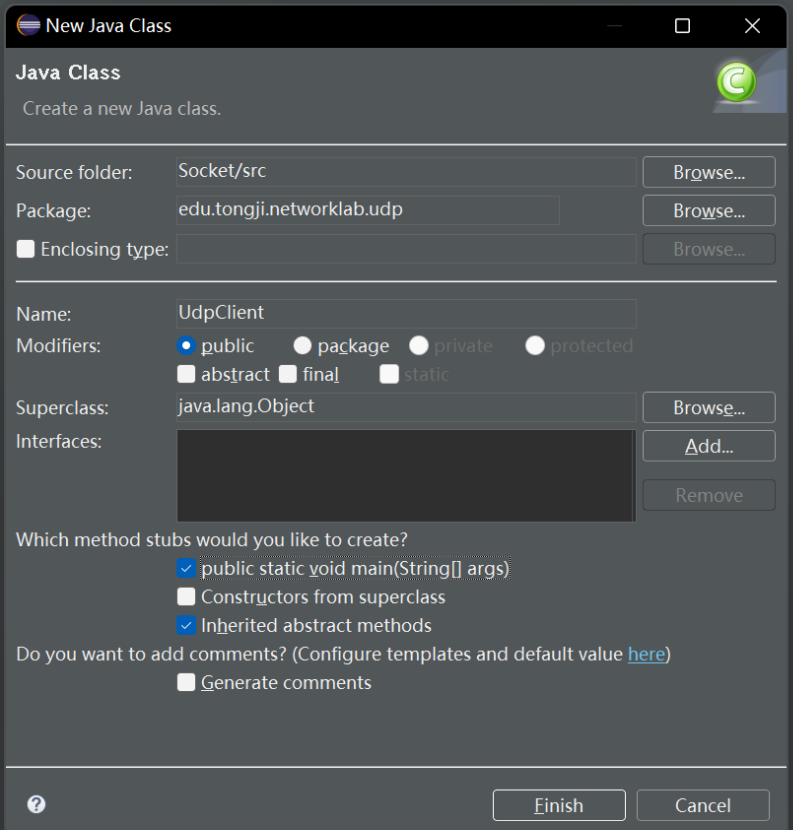 New Java Class
Java Class
Create a new Java class.
Source folder: Socket/src Browse...
Package: edu.tongji.networklab.udp Browse...
Enclosing type: Browse...
Name: UdpClient
Modifiers: public package private protected
abstract final static
Superclass: java.lang.Object Browse...
Interfaces: Add...
Remove
Which method stubs would you like to create?
public static void main(String[] args)
Constructors from superclass
Inherited abstract methods
Do you want to add comments? (Configure templates and default value here)
Generate comments
? Finish Cancel